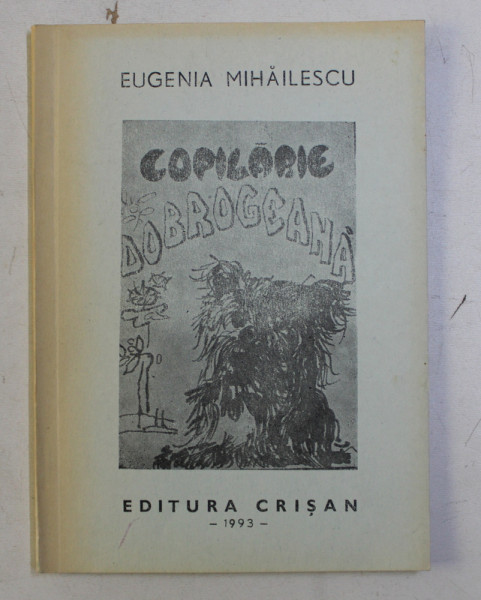 EUGENIA MIHĂILESCU
COPILĂRIE
DOBROGEANĂ
EDITURA CRIȘAN
– 1993 –